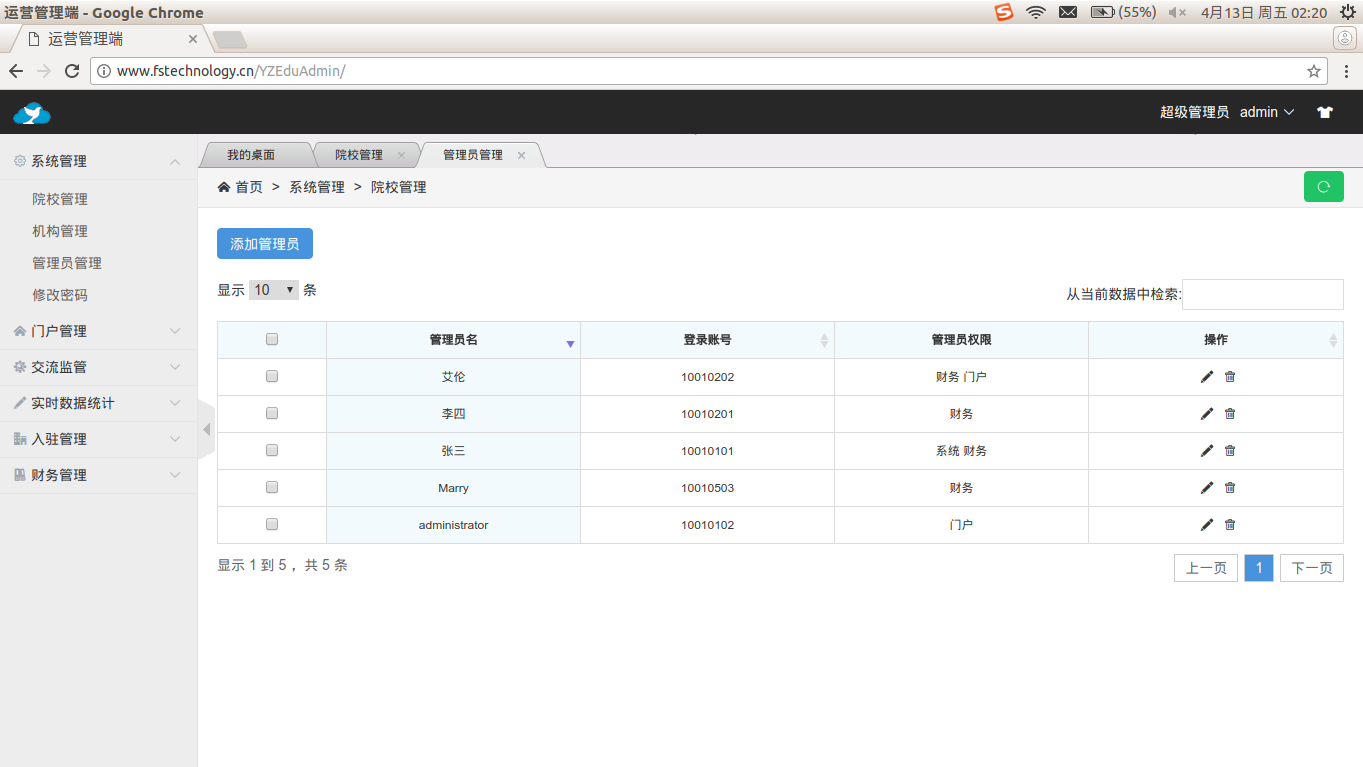 运营管理端 - Google Chrome
(55%) 4月13日 周五 02:20
运营管理端
www.fstechnology.cn/YZEduAdmin/
超级管理员 admin
系统管理
院校管理
机构管理
管理员管理
修改密码
门户管理
交流监管
实时数据统计
入驻管理
财务管理
我的桌面 院校管理 管理员管理
首页 > 系统管理 > 院校管理
添加管理员
显示 10 条
从当前数据中检索:
管理员名 登录账号 管理员权限 操作
艾伦 10010202 财务 门户
李四 10010201 财务
张三 10010101 系统 财务
Marry 10010503 财务
administrator 10010102 门户
显示 1 到 5 ，共 5 条
上一页 1 下一页